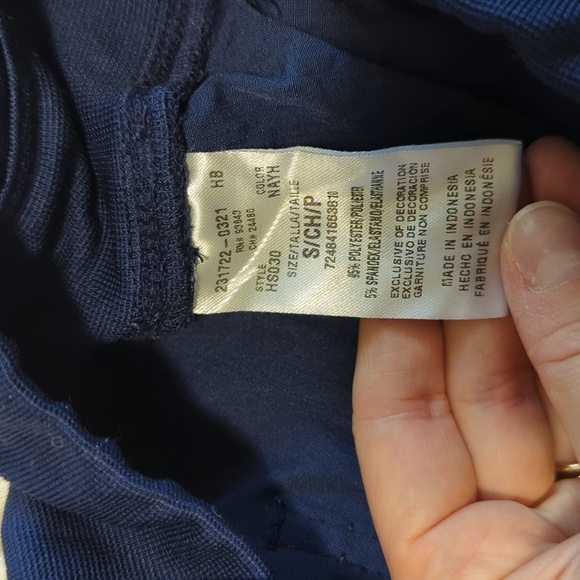 231722-0321 HB
RN# 93843
CA# 24480
STYLE COLOR
HS030 NAYH
SIZE/TALLA/TAILLE
S/CH/P
724841663810
95% POLYESTER/POLIESTER
5% SPANDEX/ELASTANO/ELASTHANNE
EXCLUSIVE OF DECORATION
EXCLUSIVO DE DECORACIÓN
GARNITURE NON COMPRISE
MADE IN INDONESIA
HECHO EN INDONESIA
FABRIQUÉ EN INDONÉSIE